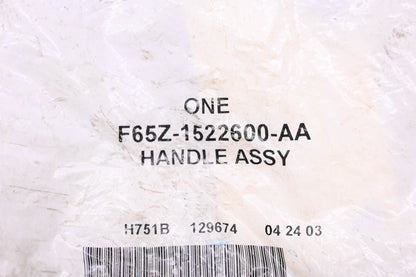 ONE
F65Z-1522600-AA
HANDLE ASSY
H751B 129674 04 24 03